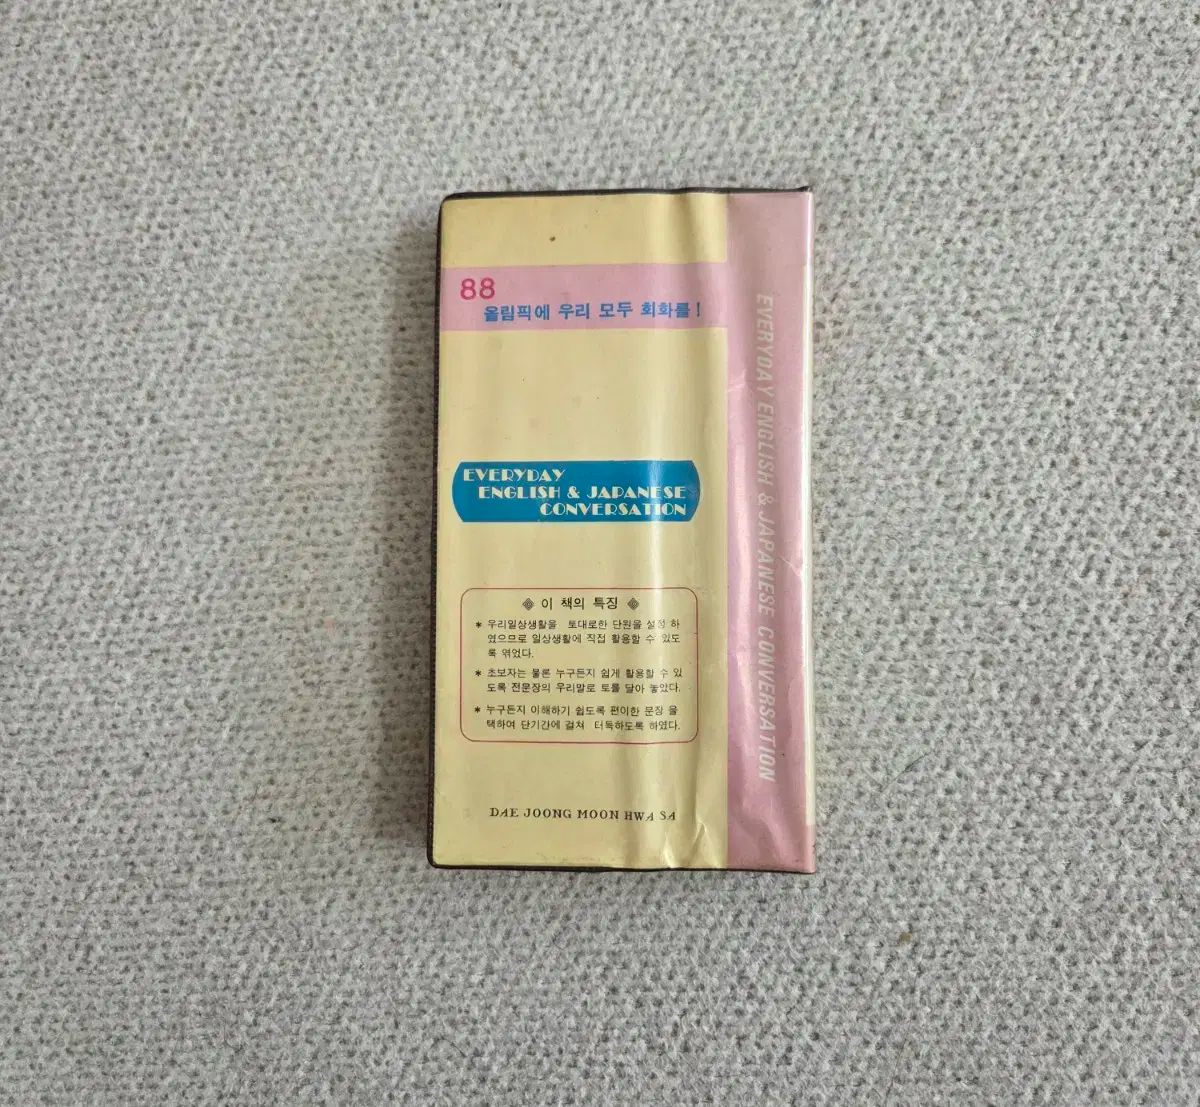 88
올림픽에 우리 모두 회화를 !
EVERYDAY
ENGLISH & JAPANESE
CONVERSATION
이 책의 특징
* 우리일상생활을 토대로한 단원을 설정 하
였으므로 일상생활에 직접 활용할 수 있도
록 엮었다.
* 초보자는 물론 누구든지 쉽게 활용할 수 있
도록 전문장의 우리말로 토를 달아 놓았다.
* 누구든지 이해하기 쉽도록 편이한 문장 을
택하여 단기간에 걸쳐 터득하도록 하였다.
DAE JOONG MOON HWA SA
EVERYDAY ENGLISH & JAPANESE CONVERSATION